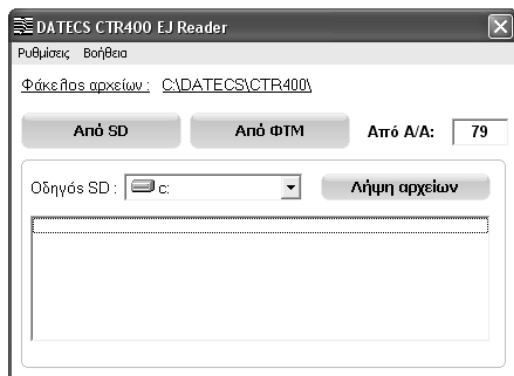 DATECS CTR400 EJ Reader
Ρυθμίσεις Βοήθεια
Φάκελος αρχείων : C:\DATECS\CTR400\
Από SD Από ΦΤΜ Από Α/Α: 79
Οδηγός SD : c: Λήψη αρχείων